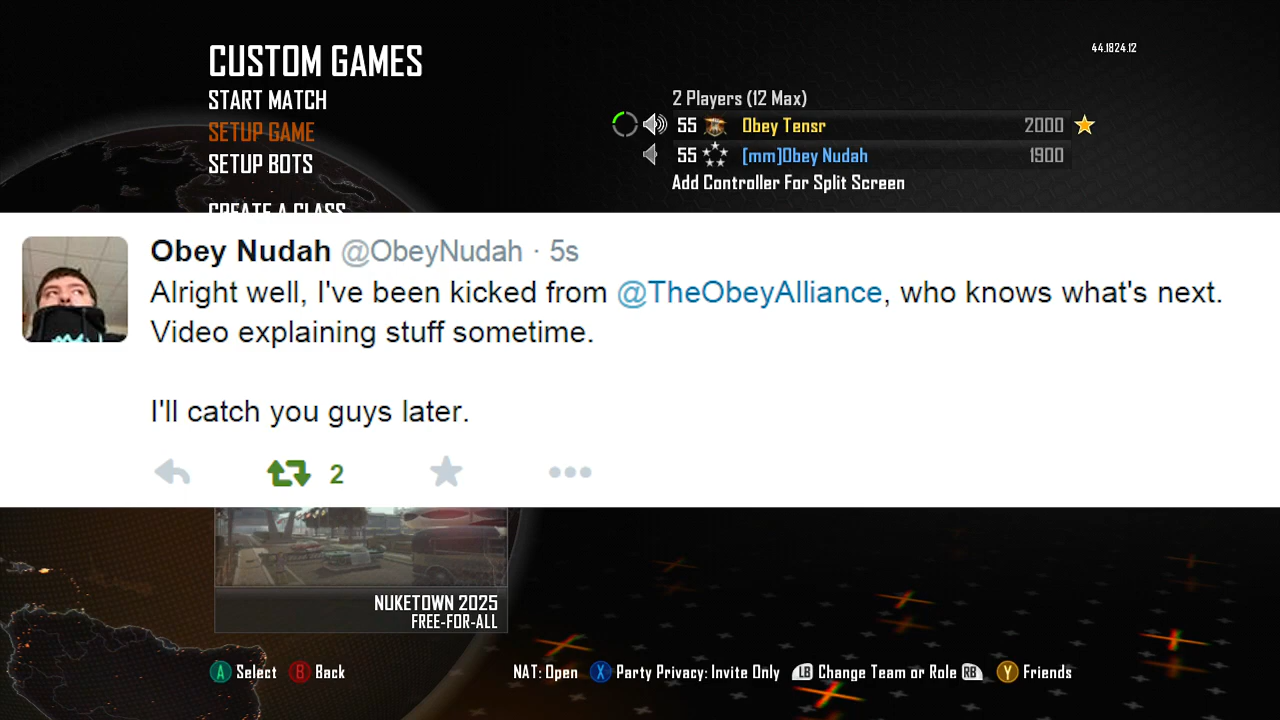 CUSTOM GAMES
44.1824.12
START MATCH
SETUP GAME
SETUP BOTS
CREATE A CLASS
2 Players (12 Max)
55 Obey Tensr 2000
55 [mm]Obey Nudah 1900
Add Controller For Split Screen
Obey Nudah @ObeyNudah · 5s
Alright well, I've been kicked from @TheObeyAlliance, who knows what's next.
Video explaining stuff sometime.
I'll catch you guys later.
2
NUKETOWN 2025
FREE-FOR-ALL
A Select B Back NAT: Open X Party Privacy: Invite Only LB Change Team or Role RB Y Friends